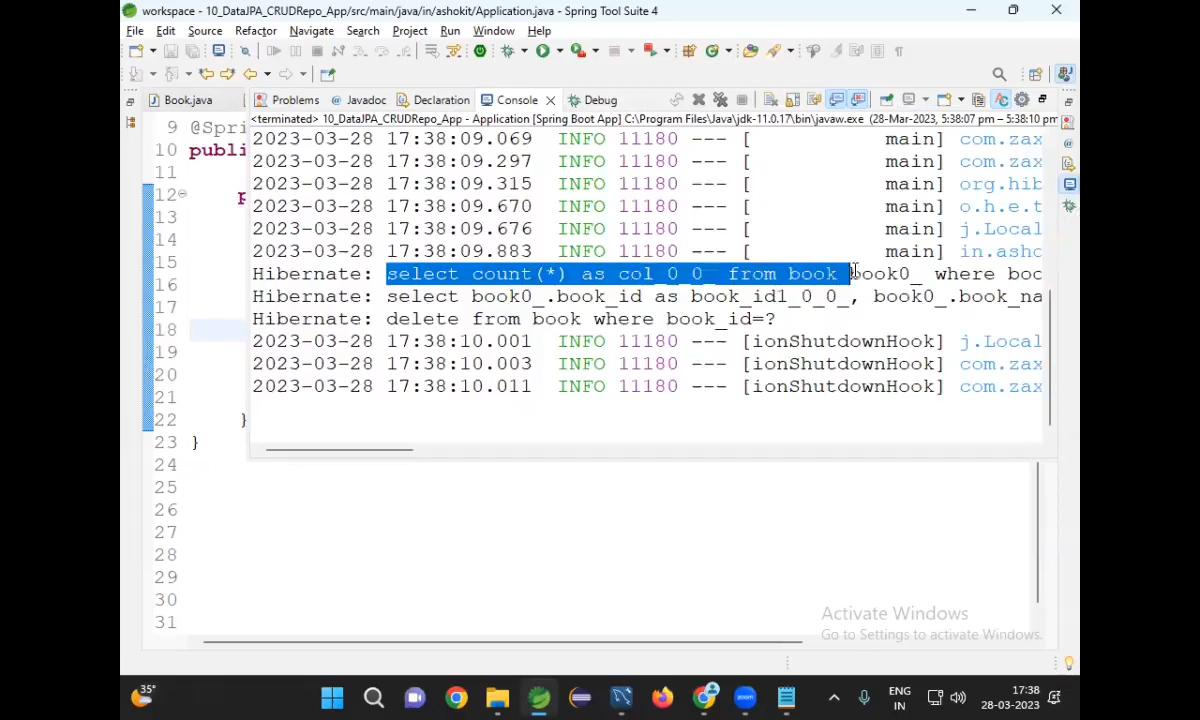 workspace - 10_DataJPA_CRUDRepo_App/src/main/java/in/ashokit/Application.java - Spring Tool Suite 4
File Edit Source Refactor Navigate Search Project Run Window Help
Book.java Problems @ Javadoc Declaration Console Debug
<terminated> 10_DataJPA_CRUDRepo_App - Application [Spring Boot App] C:\Program Files\Java\jdk-11.0.17\bin\javaw.exe (28-Mar-2023, 5:38:07 pm – 5:38:10 pm
9 @Spri
10 publi
11
12 p
13
14
15
16
17
18
19
20
21
22 }
23 }
24
25
26
27
28
29
30
31
2023-03-28 17:38:09.069 INFO 11180 --- [ main] com.zax
2023-03-28 17:38:09.297 INFO 11180 --- [ main] com.zax
2023-03-28 17:38:09.315 INFO 11180 --- [ main] org.hib
2023-03-28 17:38:09.670 INFO 11180 --- [ main] o.h.e.t
2023-03-28 17:38:09.676 INFO 11180 --- [ main] j.Local
2023-03-28 17:38:09.883 INFO 11180 --- [ main] in.asho
Hibernate: select count(*) as col_0_0_ from book book0_ where boo
Hibernate: select book0_.book_id as book_id1_0_0_, book0_.book_na
Hibernate: delete from book where book_id=?
2023-03-28 17:38:10.001 INFO 11180 --- [ionShutdownHook] j.Local
2023-03-28 17:38:10.003 INFO 11180 --- [ionShutdownHook] com.zax
2023-03-28 17:38:10.011 INFO 11180 --- [ionShutdownHook] com.zax
Activate Windows
Go to Settings to activate Windows.
35°
zoom
ENG
IN
17:38
28-03-2023